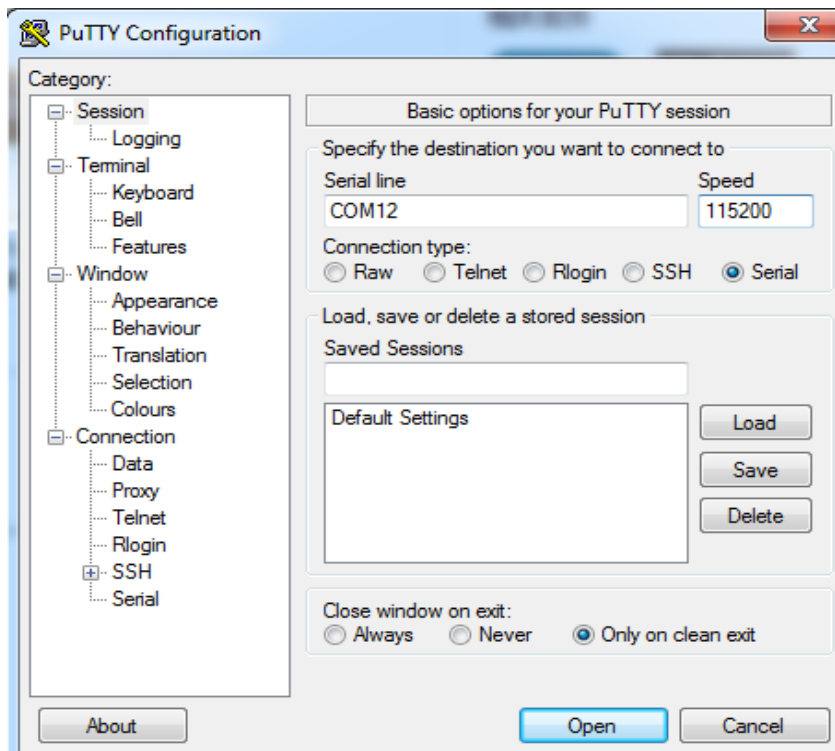 PuTTY Configuration
Category:
Session
Logging
Terminal
Keyboard
Bell
Features
Window
Appearance
Behaviour
Translation
Selection
Colours
Connection
Data
Proxy
Telnet
Rlogin
SSH
Serial
Basic options for your PuTTY session
Specify the destination you want to connect to
Serial line Speed
COM12 115200
Connection type:
Raw Telnet Rlogin SSH Serial
Load, save or delete a stored session
Saved Sessions
Default Settings
Load
Save
Delete
Close window on exit:
Always Never Only on clean exit
About Open Cancel